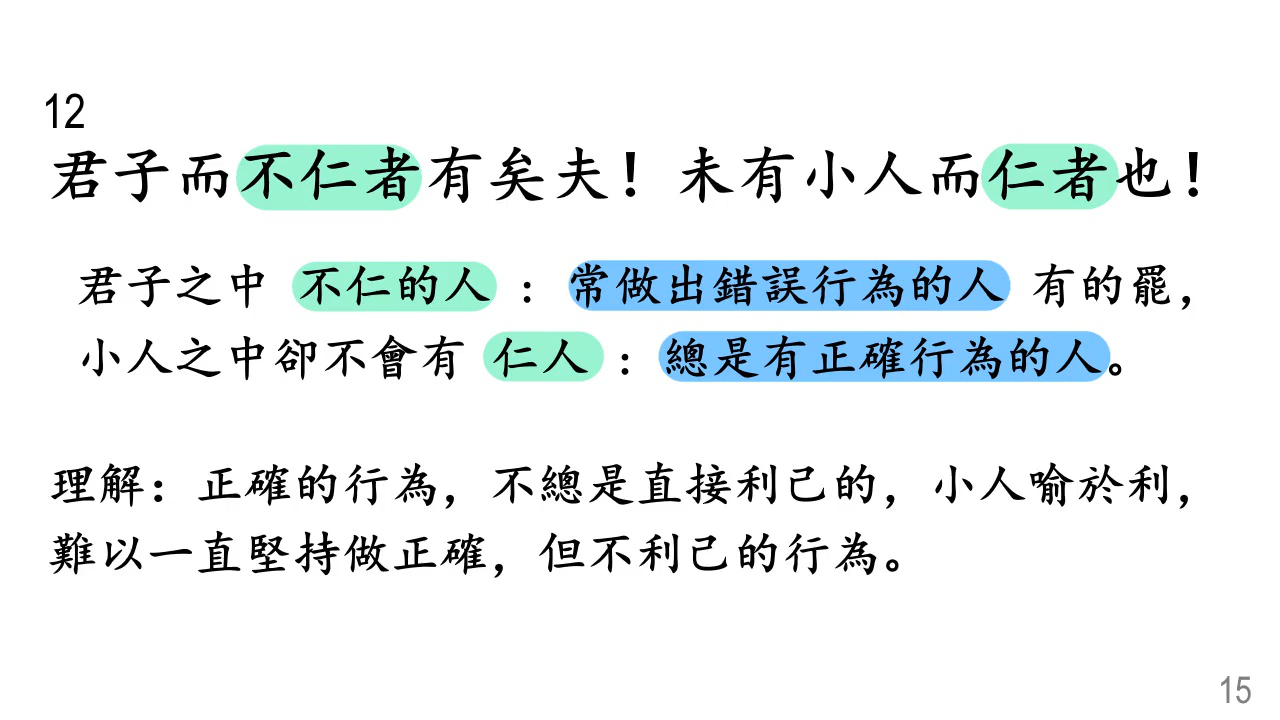 12
君子而不仁者有矣夫！未有小人而仁者也！
君子之中 不仁的人 ： 常做出錯誤行為的人 有的罷，
小人之中卻不會有 仁人 ： 總是有正確行為的人。
理解：正確的行為，不總是直接利己的，小人喻於利，
難以一直堅持做正確，但不利己的行為。
15